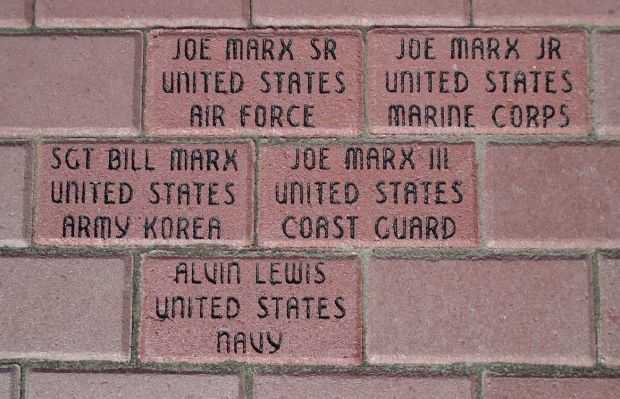 JOE MARX SR
UNITED STATES
AIR FORCE
JOE MARX JR
UNITED STATES
MARINE CORPS
SGT BILL MARX
UNITED STATES
ARMY KOREA
JOE MARX III
UNITED STATES
COAST GUARD
ALVIN LEWIS
UNITED STATES
NAVY